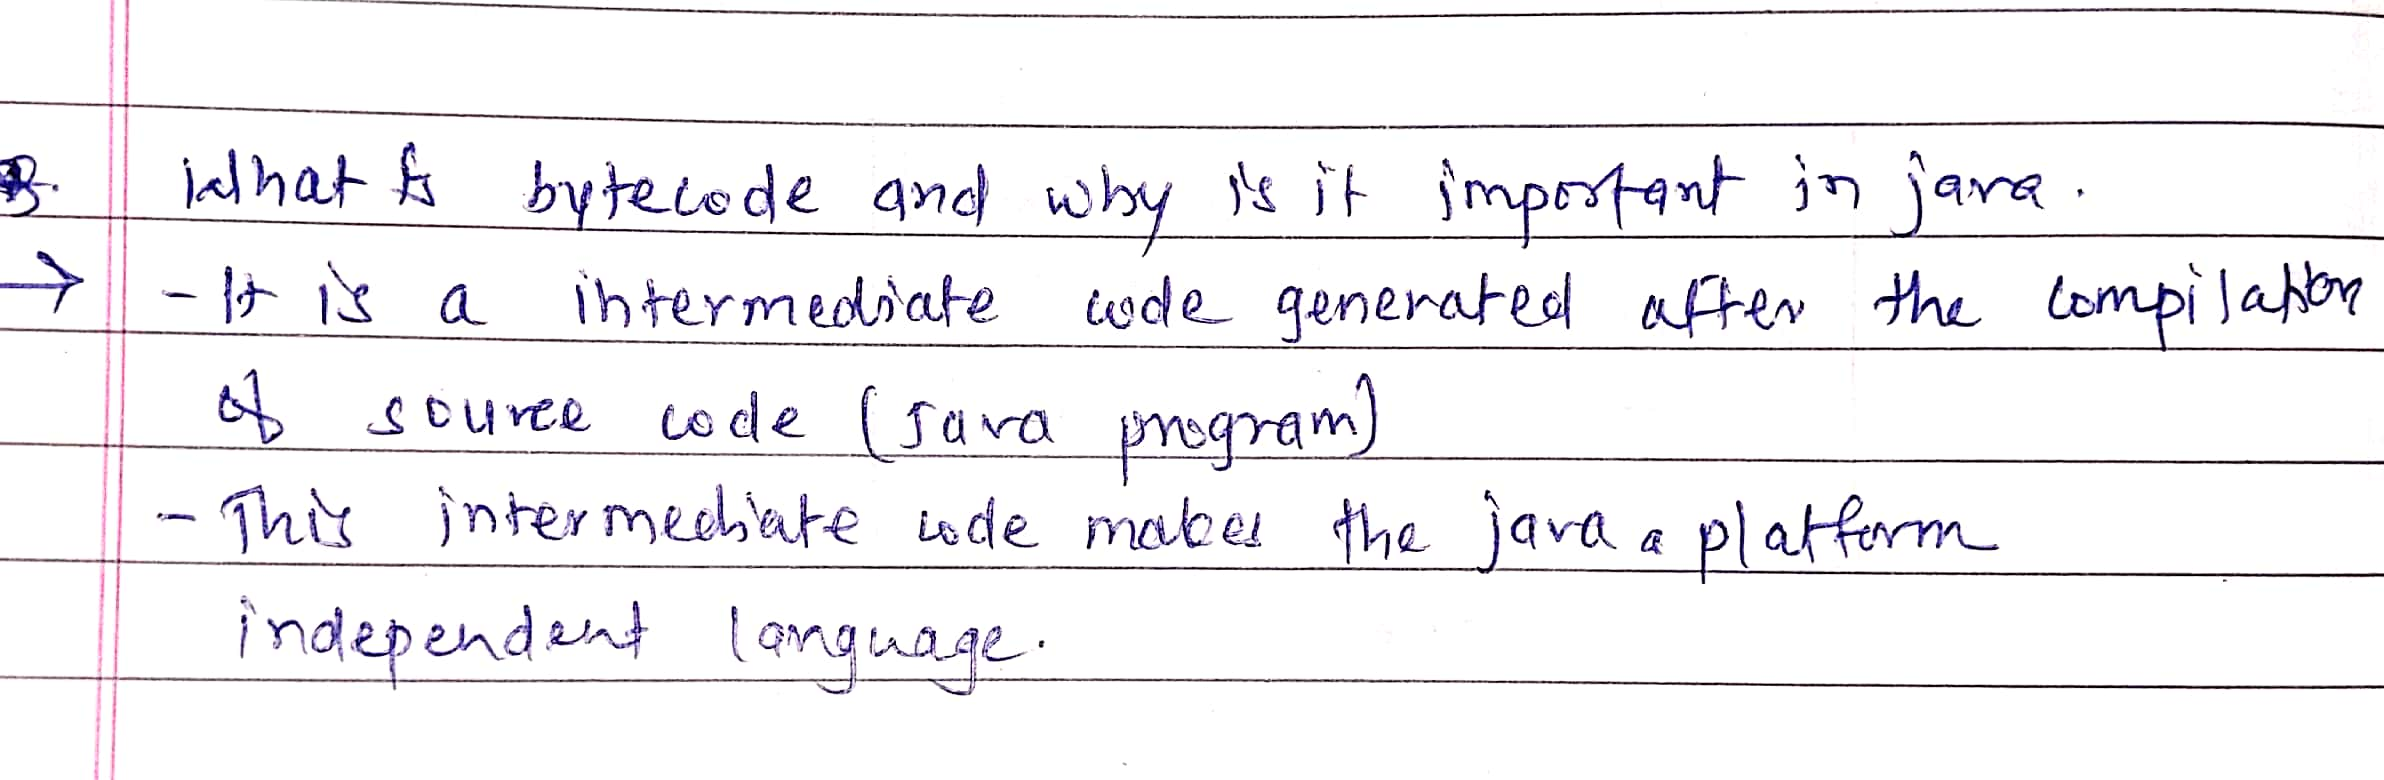 3. What is bytecode and why is it important in java.
→ - It is a intermediate code generated after the compilation
of source code (Java program)
- This intermediate code makes the java a platform
independent language.